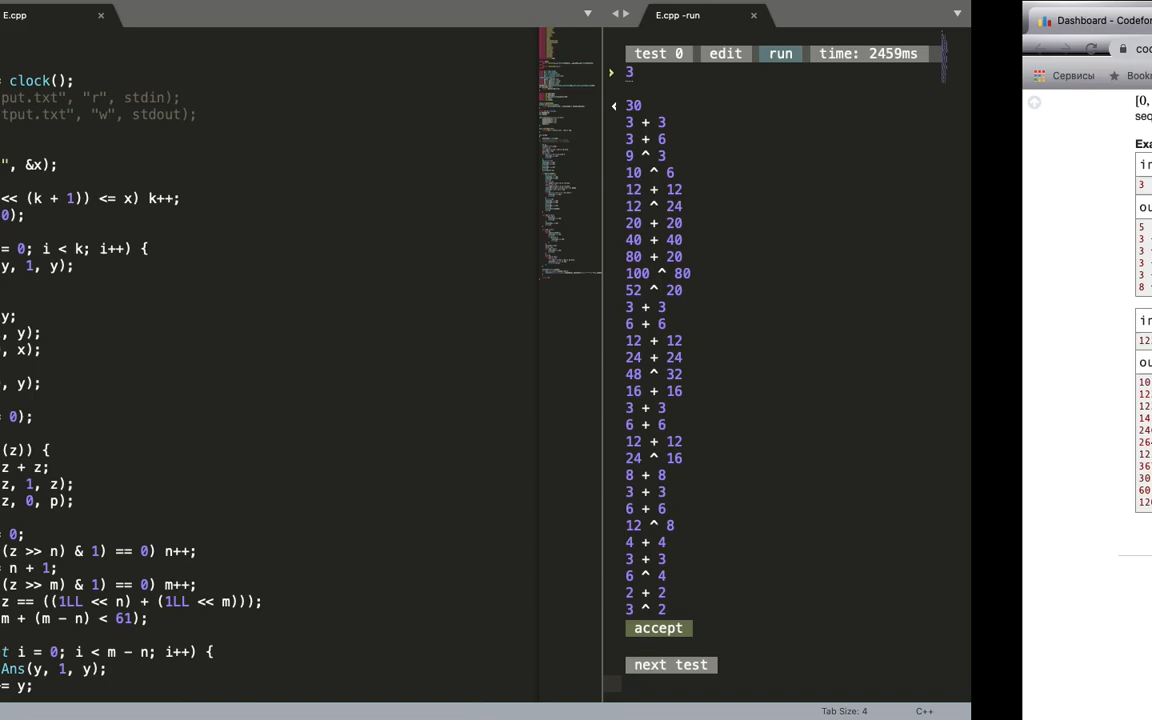 E.cpp ×
= clock();
put.txt", "r", stdin);
tput.txt", "w", stdout);
", &x);
<< (k + 1)) <= x) k++;
0);
= 0; i < k; i++) {
y, 1, y);
y;
, y);
, x);
, y);
= 0);
(z)) {
z + z;
z, 1, z);
z, 0, p);
= 0;
(z >> n) & 1) == 0) n++;
= n + 1;
(z >> m) & 1) == 0) m++;
z == ((1LL << n) + (1LL << m)));
m + (m - n) < 61);
t i = 0; i < m - n; i++) {
Ans(y, 1, y);
= y;
E.cpp -run ×
test 0 edit run time: 2459ms
3
30
3 + 3
3 + 6
9 ^ 3
10 ^ 6
12 + 12
12 ^ 24
20 + 20
40 + 40
80 + 20
100 ^ 80
52 ^ 20
3 + 3
6 + 6
12 + 12
24 + 24
48 ^ 32
16 + 16
3 + 3
6 + 6
12 + 12
24 ^ 16
8 + 8
3 + 3
6 + 6
12 ^ 8
4 + 4
3 + 3
6 ^ 4
2 + 2
3 ^ 2
accept
next test
Tab Size: 4 C++
Dashboard - Codefor
coc
Сервисы Bookm
[0,
seq
Exa
in
3
ou
5
3
3
3
3
8
in
12
ou
10
12
12
14
24
26
12
36
30
60
12